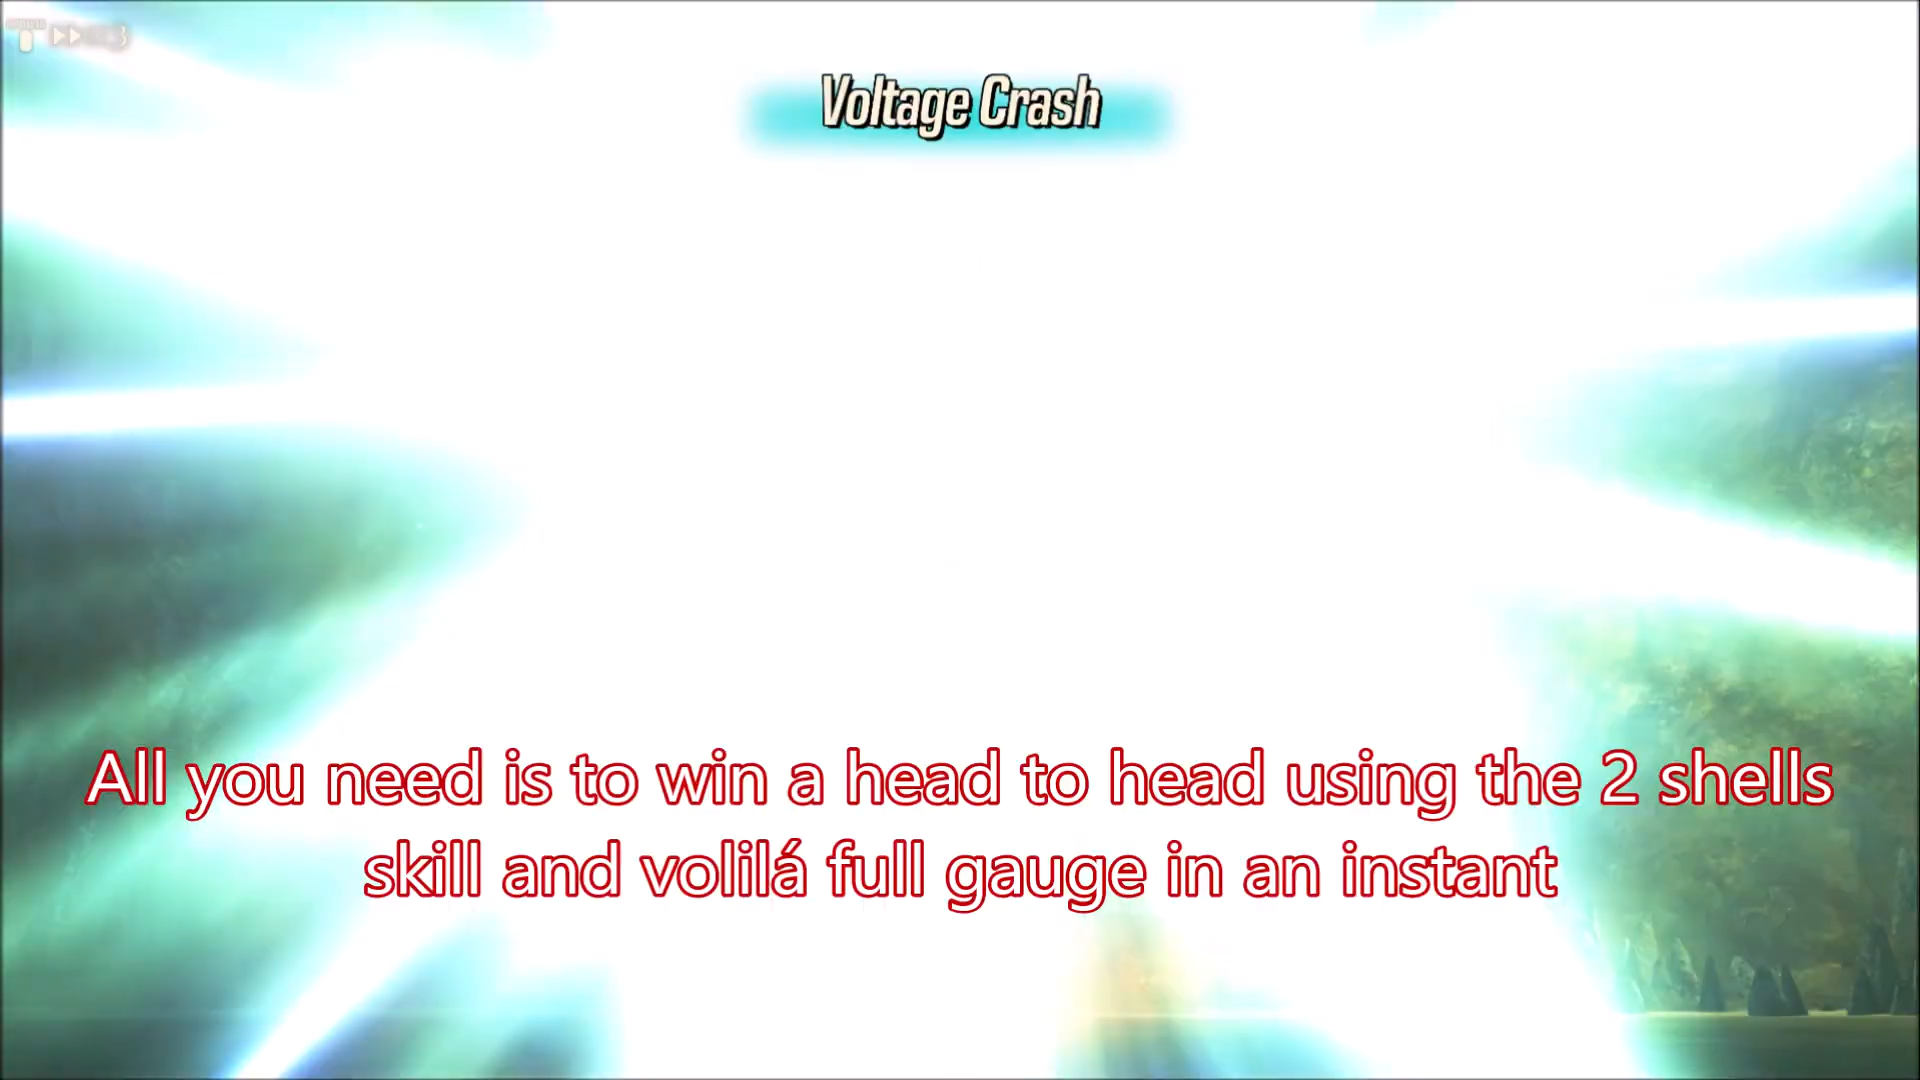 Voltage Crash
All you need is to win a head to head using the 2 shells
skill and volilá full gauge in an instant